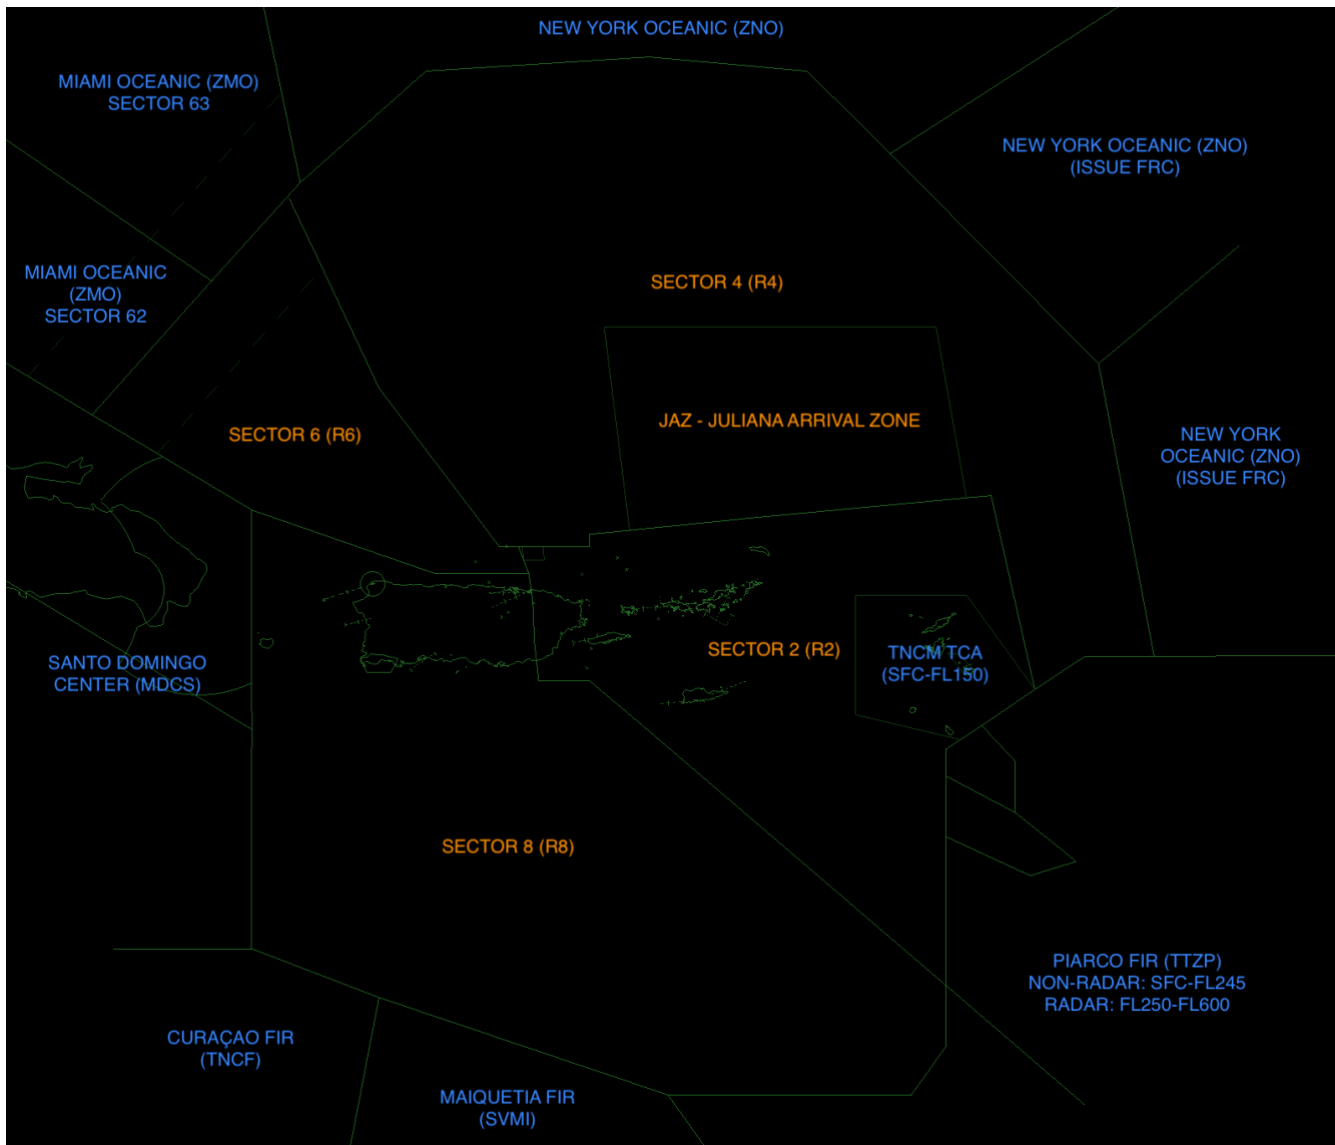 NEW YORK OCEANIC (ZNO)
MIAMI OCEANIC (ZMO)
SECTOR 63
NEW YORK OCEANIC (ZNO)
(ISSUE FRC)
MIAMI OCEANIC
(ZMO)
SECTOR 62
SECTOR 4 (R4)
JAZ - JULIANA ARRIVAL ZONE
SECTOR 6 (R6)
NEW YORK
OCEANIC (ZNO)
(ISSUE FRC)
SANTO DOMINGO
CENTER (MDCS)
SECTOR 2 (R2)
TNCM TCA
(SFC-FL150)
SECTOR 8 (R8)
PIARCO FIR (TTZP)
NON-RADAR: SFC-FL245
RADAR: FL250-FL600
CURAÇAO FIR
(TNCF)
MAIQUETIA FIR
(SVMI)